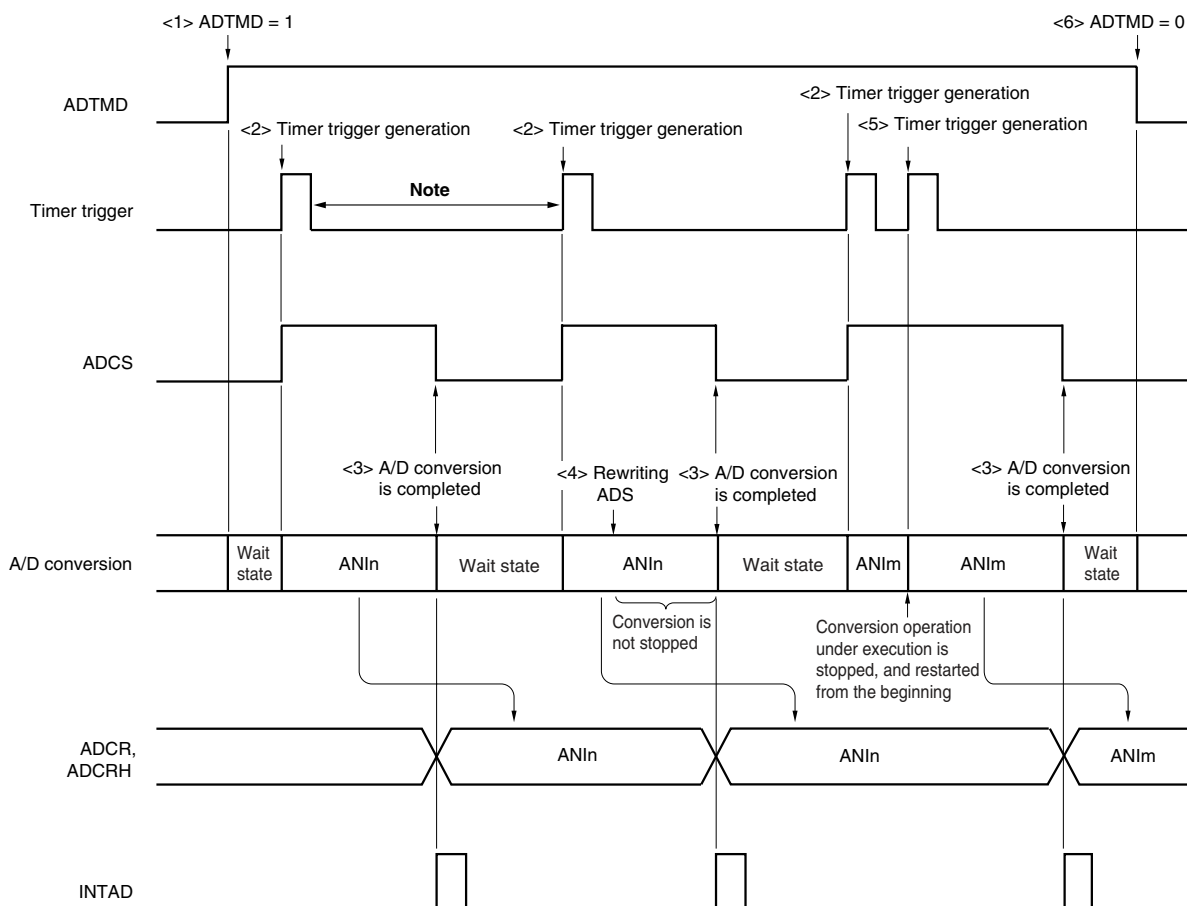 <1> ADTMD = 1
<6> ADTMD = 0
ADTMD
<2> Timer trigger generation
<2> Timer trigger generation
<2> Timer trigger generation
<5> Timer trigger generation
Timer trigger
Note
ADCS
<3> A/D conversion
is completed
<4> Rewriting
ADS
<3> A/D conversion
is completed
<3> A/D conversion
is completed
A/D conversion
Wait
state
ANIn
Wait state
ANIn
Wait state
ANIm
ANIm
Wait
state
Conversion is
not stopped
Conversion operation
under execution is
stopped, and restarted
from the beginning
ADCR,
ADCRH
ANIn
ANIn
ANIm
INTAD